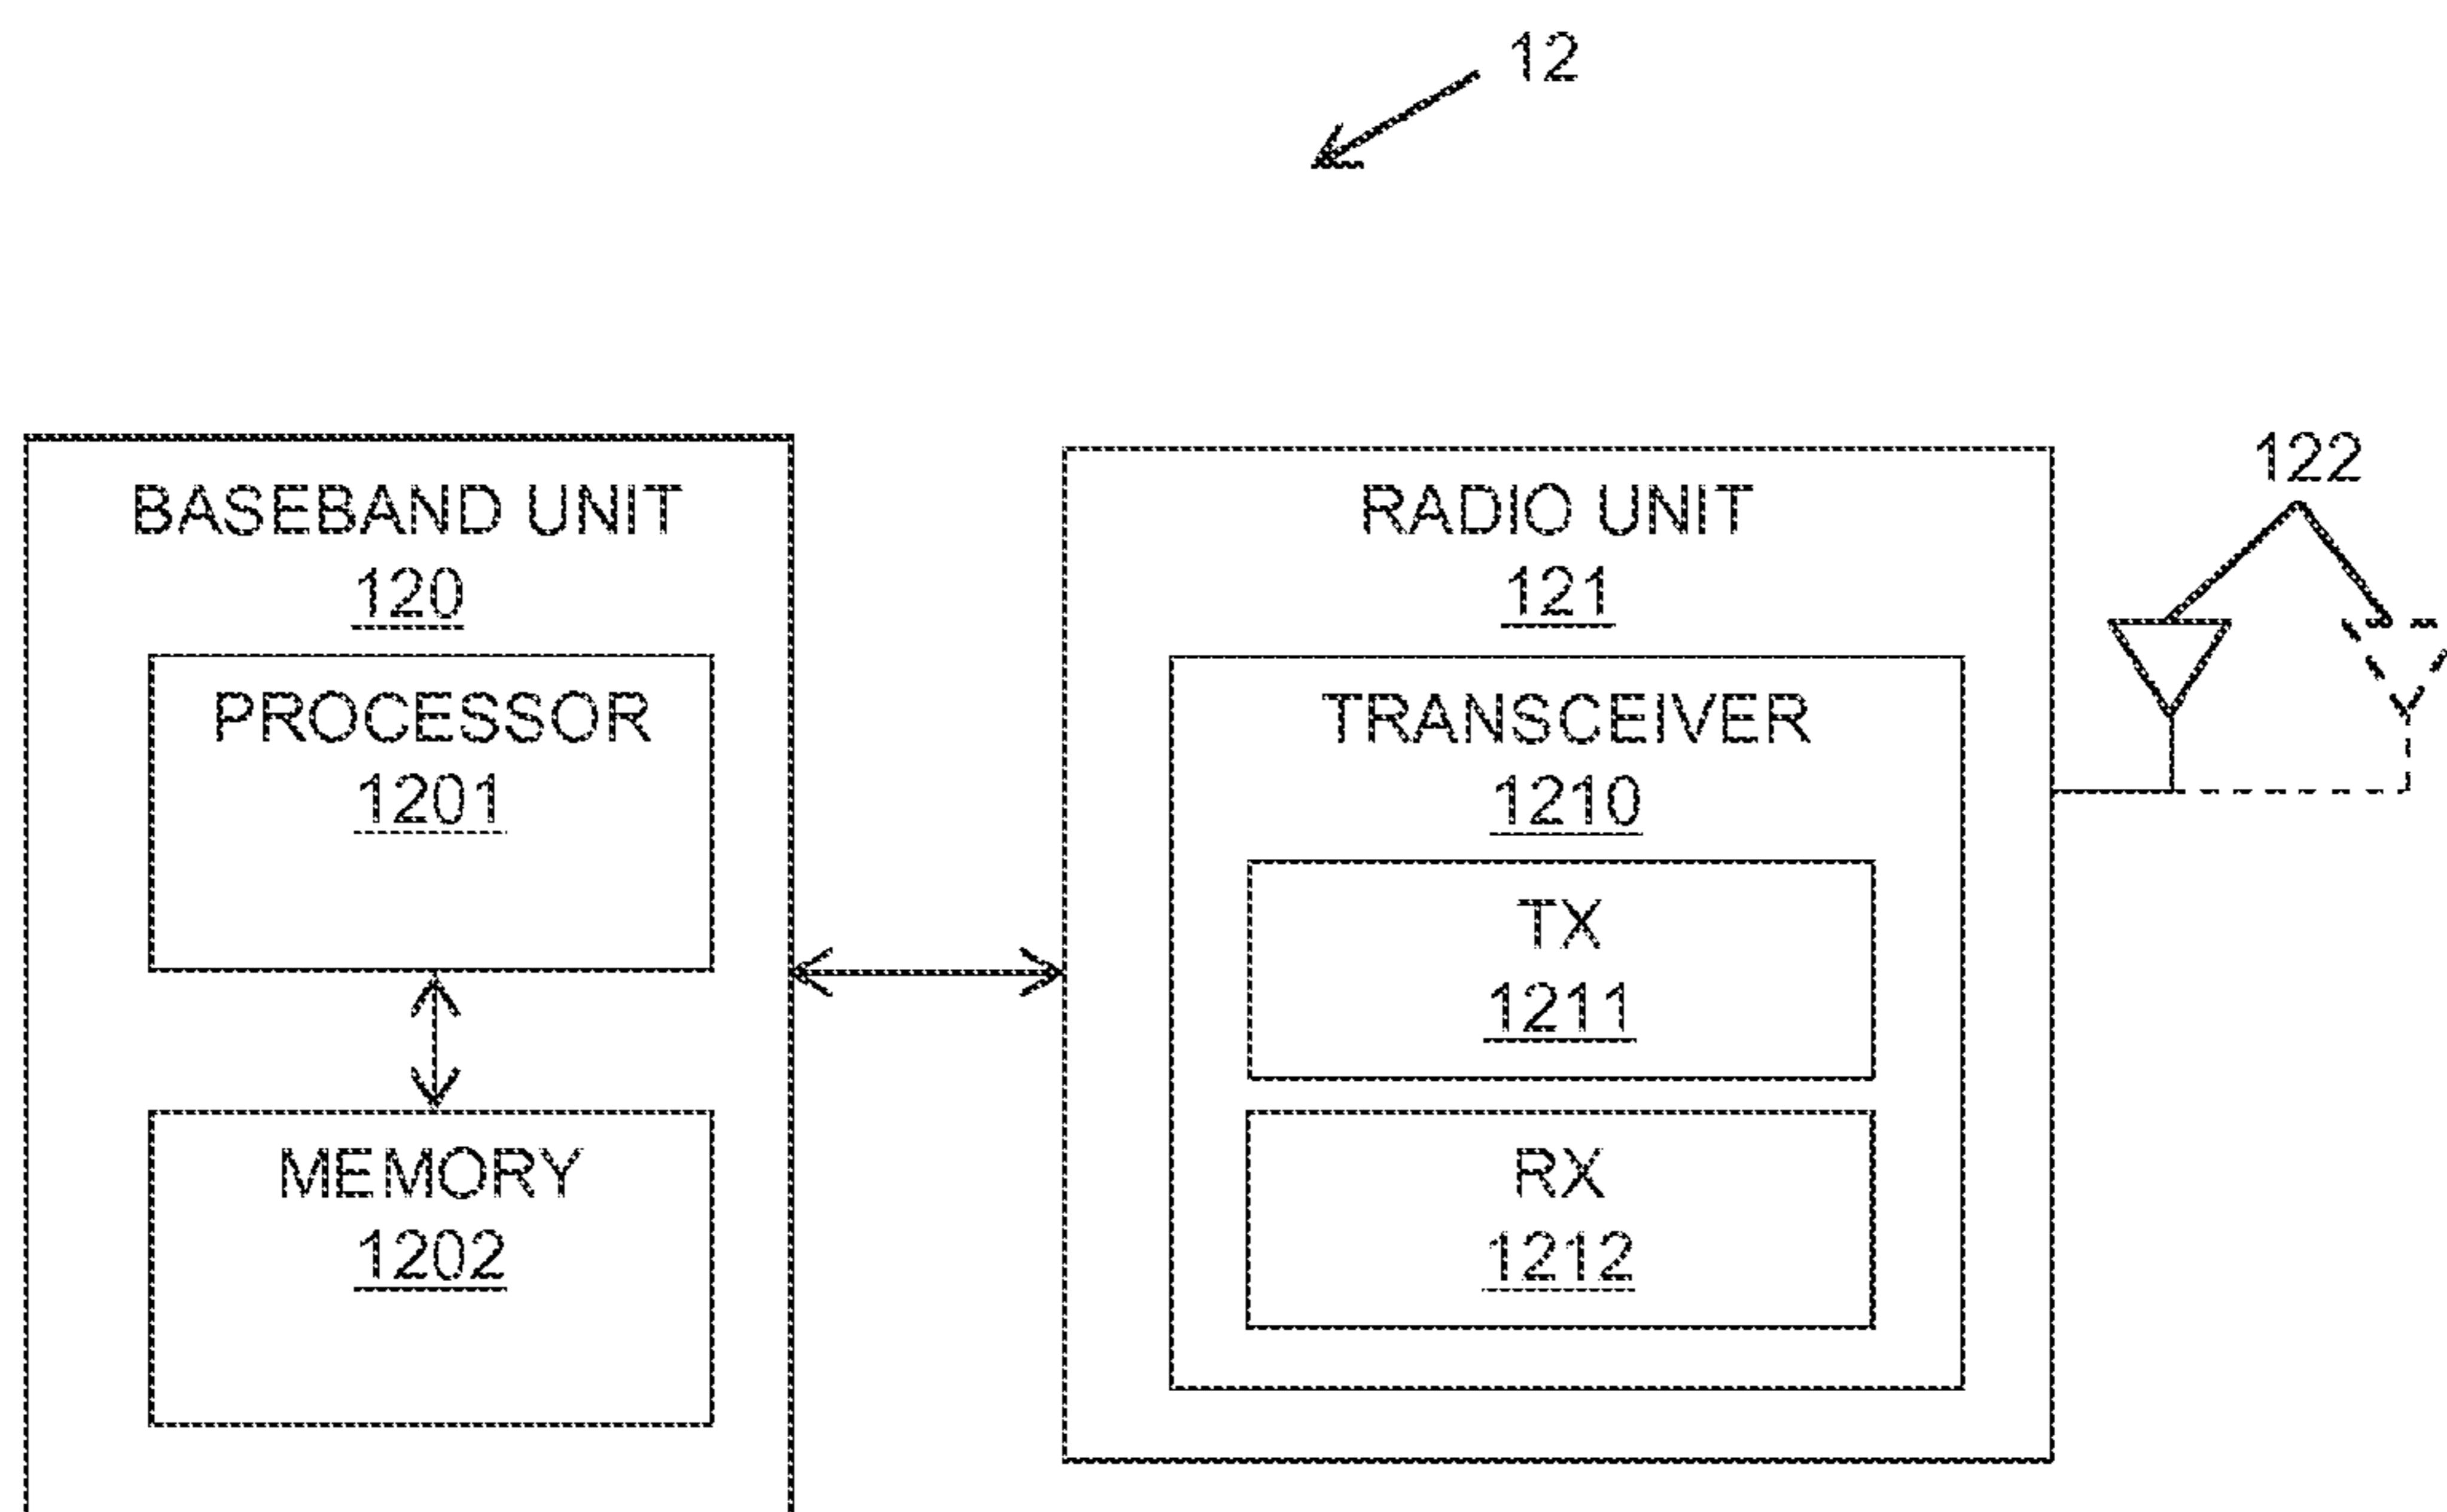 12
BASEBAND UNIT
120
PROCESSOR
1201
MEMORY
1202
RADIO UNIT
121
TRANSCEIVER
1210
TX
1211
RX
1212
122